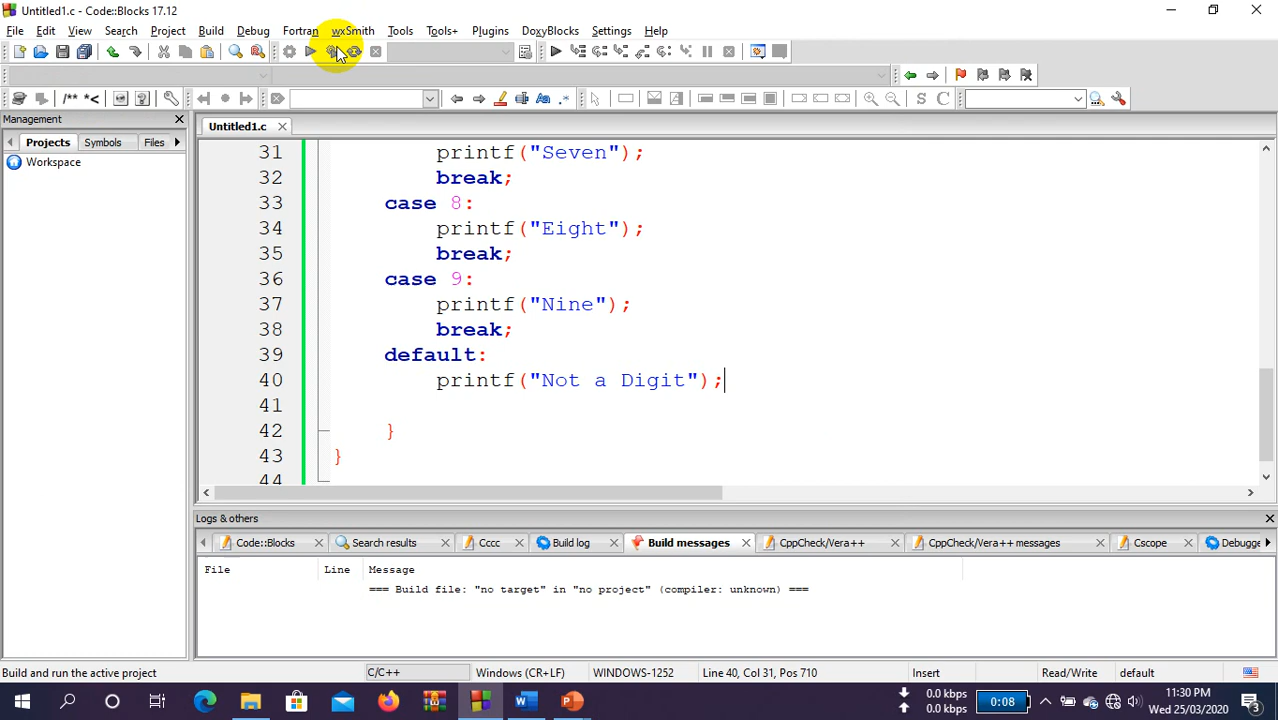 Untitled1.c - Code::Blocks 17.12
File Edit View Search Project Build Debug Fortran wxSmith Tools Tools+ Plugins DoxyBlocks Settings Help
/** *<
S C
Management
Projects Symbols Files
Workspace
Untitled1.c
31 printf("Seven");
32 break;
33 case 8:
34 printf("Eight");
35 break;
36 case 9:
37 printf("Nine");
38 break;
39 default:
40 printf("Not a Digit");
41
42 }
43 }
44
Logs & others
Code::Blocks Search results Cccc Build log Build messages CppCheck/Vera++ CppCheck/Vera++ messages Cscope Debugge
File Line Message
=== Build file: "no target" in "no project" (compiler: unknown) ===
Build and run the active project C/C++ Windows (CR+LF) WINDOWS-1252 Line 40, Col 31, Pos 710 Insert Read/Write default
0.0 kbps
0.0 kbps
0:08
11:30 PM
Wed 25/03/2020
3